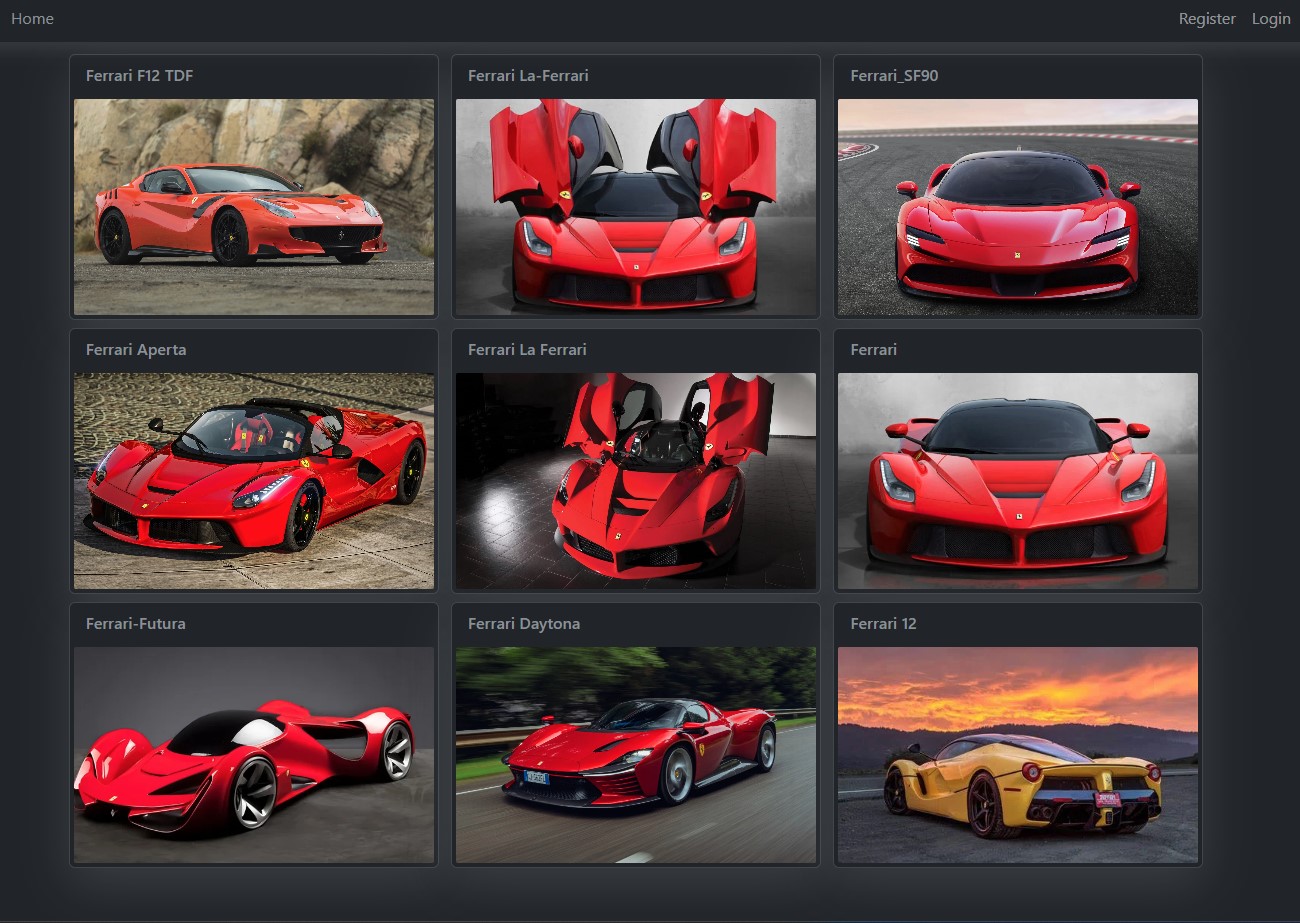 Home
Register Login
Ferrari F12 TDF
Ferrari La-Ferrari
Ferrari_SF90
Ferrari Aperta
Ferrari La Ferrari
Ferrari
Ferrari-Futura
Ferrari Daytona
Ferrari 12